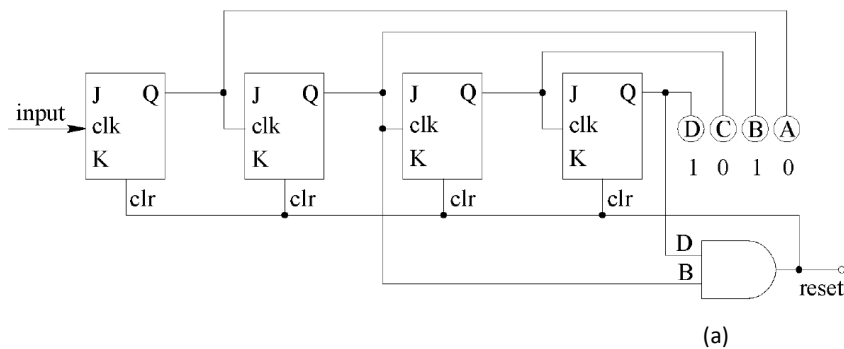 J Q J Q J Q J Q
input clk clk clk clk D C B A
K K K K 1 0 1 0
clr clr clr clr
D
B
reset
(a)